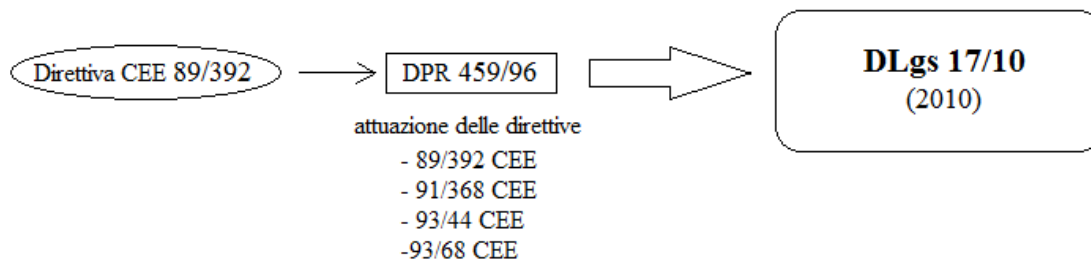 Direttiva CEE 89/392
DPR 459/96
attuazione delle direttive
- 89/392 CEE
- 91/368 CEE
- 93/44 CEE
-93/68 CEE
DLgs 17/10
(2010)